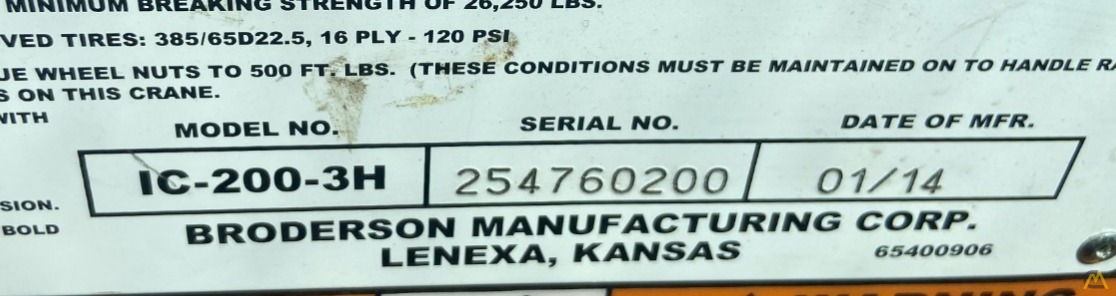 MINIMUM BREAKING STRENGTH OF 26,250 LBS.
VED TIRES: 385/65D22.5, 16 PLY - 120 PSI
UE WHEEL NUTS TO 500 FT. LBS. (THESE CONDITIONS MUST BE MAINTAINED ON TO HANDLE RA
S ON THIS CRANE.
WITH
MODEL NO. SERIAL NO. DATE OF MFR.
IC-200-3H 254760200 01/14
SION.
BOLD
BRODERSON MANUFACTURING CORP.
LENEXA, KANSAS 65400906
WARNING